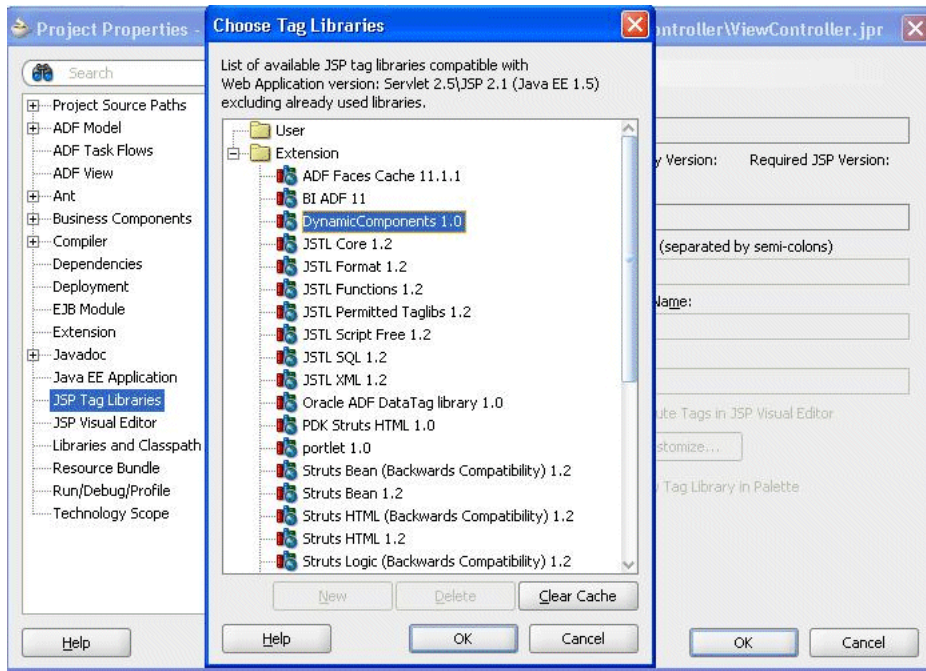 Project Properties -
Search
Project Source Paths
ADF Model
ADF Task Flows
ADF View
Ant
Business Components
Compiler
Dependencies
Deployment
EJB Module
Extension
Javadoc
Java EE Application
JSP Tag Libraries
JSP Visual Editor
Libraries and Classpath
Resource Bundle
Run/Debug/Profile
Technology Scope
Help
Choose Tag Libraries
List of available JSP tag libraries compatible with
Web Application version: Servlet 2.5\JSP 2.1 (Java EE 1.5)
excluding already used libraries.
User
Extension
ADF Faces Cache 11.1.1
BI ADF 11
DynamicComponents 1.0
JSTL Core 1.2
JSTL Format 1.2
JSTL Functions 1.2
JSTL Permitted Taglibs 1.2
JSTL Script Free 1.2
JSTL SQL 1.2
JSTL XML 1.2
Oracle ADF DataTag library 1.0
PDK Struts HTML 1.0
portlet 1.0
Struts Bean (Backwards Compatibility) 1.2
Struts Bean 1.2
Struts HTML (Backwards Compatibility) 1.2
Struts HTML 1.2
Struts Logic (Backwards Compatibility) 1.2
New Delete Clear Cache
Help OK Cancel
ontroller\ViewController.jpr
y Version: Required JSP Version:
(separated by semi-colons)
Name:
ute Tags in JSP Visual Editor
stomize...
Tag Library in Palette
OK Cancel